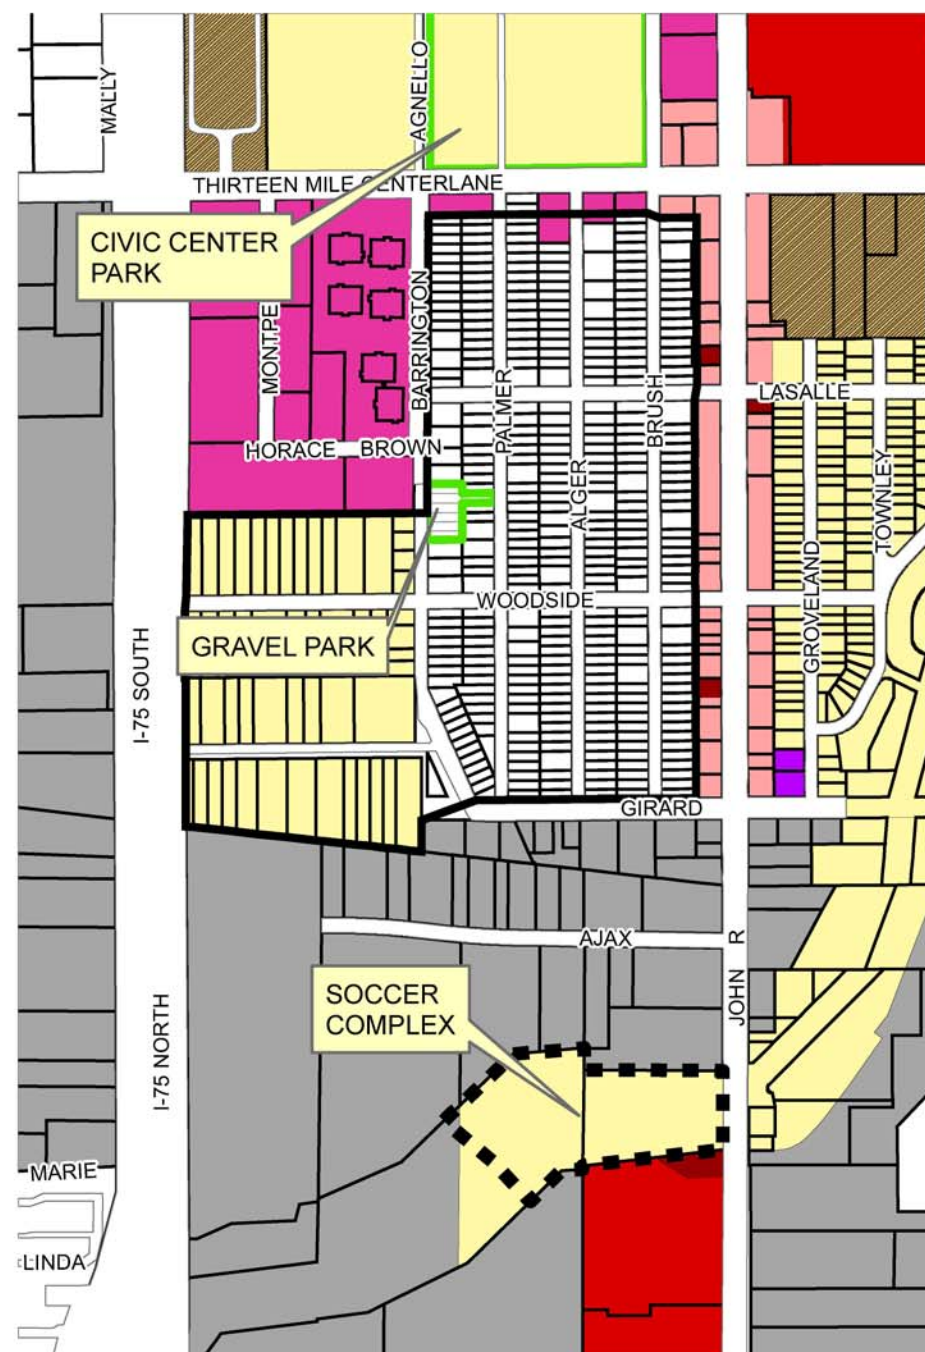 MALLY
AGNELLO
THIRTEEN MILE CENTERLANE
CIVIC CENTER
PARK
MONTPE
BARRINGTON
PALMER
BRUSH
LASALLE
HORACE BROWN
ALGER
TOWNLEY
WOODSIDE
GROVELAND
GRAVEL PARK
I-75 SOUTH
GIRARD
AJAX
JOHN R
SOCCER
COMPLEX
I-75 NORTH
MARIE
LINDA